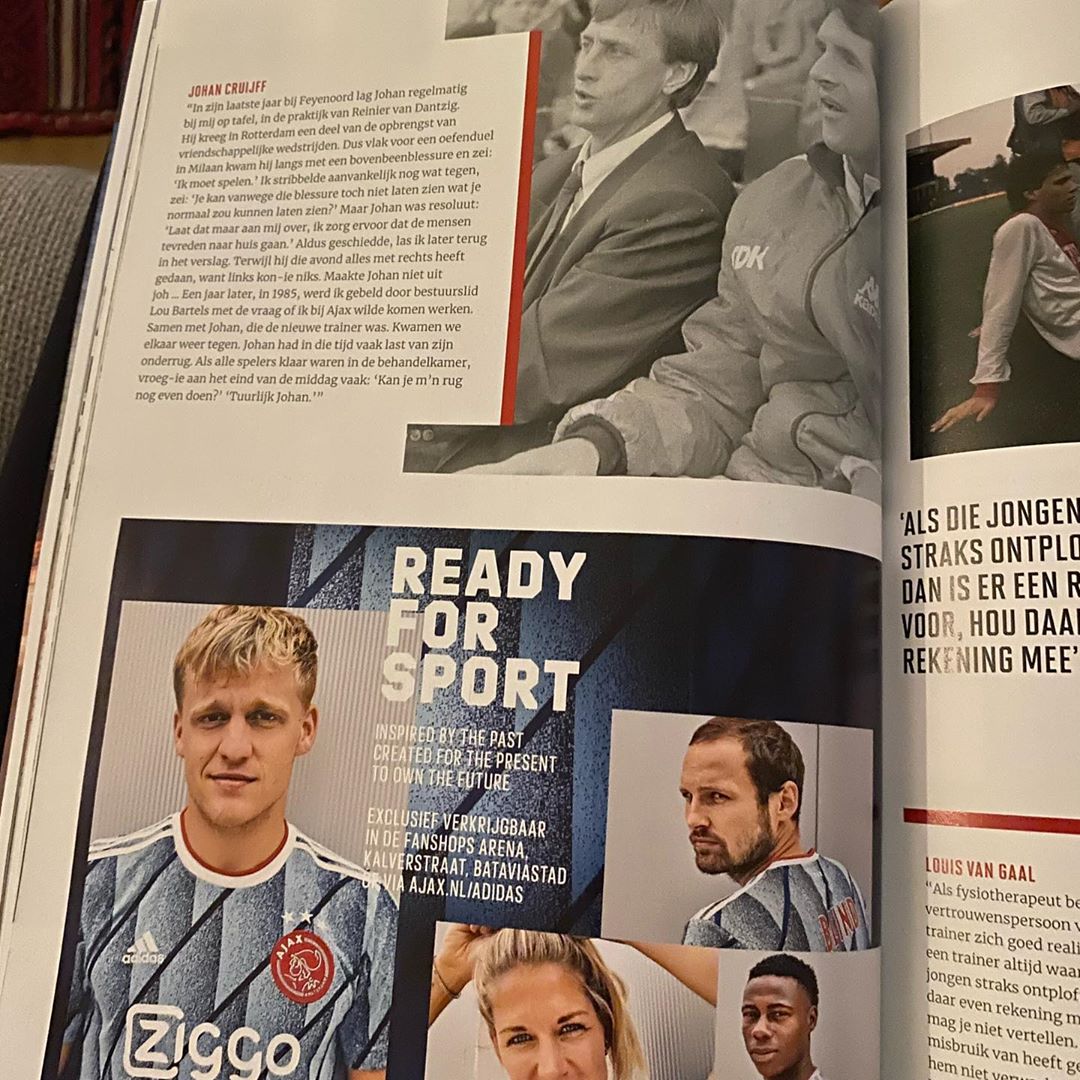 JOHAN CRUIJFF
“In zijn laatste jaar bij Feyenoord lag Johan regelmatig
bij mij op tafel, in de praktijk van Reinier van Dantzig.
Hij kreeg in Rotterdam een deel van de opbrengst van
vriendschappelijke wedstrijden. Dus vlak voor een oefenduel
in Milaan kwam hij langs met een bovenbeenblessure en zei:
‘Ik moet spelen.’ Ik stribbelde aanvankelijk nog wat tegen,
zei: ‘Je kan vanwege die blessure toch niet laten zien wat je
normaal zou kunnen laten zien?’ Maar Johan was resoluut:
‘Laat dat maar aan mij over, ik zorg ervoor dat de mensen
tevreden naar huis gaan.’ Aldus geschiedde, las ik later terug
in het verslag. Terwijl hij die avond alles met rechts heeft
gedaan, want links kon-ie niks. Maakte Johan niet uit
joh ... Een jaar later, in 1985, werd ik gebeld door bestuurslid
Lou Bartels met de vraag of ik bij Ajax wilde komen werken.
Samen met Johan, die de nieuwe trainer was. Kwamen we
elkaar weer tegen. Johan had in die tijd vaak last van zijn
onderrug. Als alle spelers klaar waren in de behandelkamer,
vroeg-ie aan het eind van de middag vaak: ‘Kan je m’n rug
nog even doen?’ ‘Tuurlijk Johan.’”
TDK
READY
FOR
SPORT
INSPIRED BY THE PAST
CREATED FOR THE PRESENT
TO OWN THE FUTURE
EXCLUSIEF VERKRIJGBAAR
IN DE FANSHOPS ARENA,
KALVERSTRAAT, BATAVIASTAD
OF VIA AJAX.NL/ADIDAS
adidas
AJAX
Ziggo
BLIND
‘ALS DIE JONGEN
STRAKS ONTPLO
DAN IS ER EEN R
VOOR, HOU DAA
REKENING MEE’
LOUIS VAN GAAL
“Als fysiotherapeut be
vertrouwenspersoon v
trainer zich goed reali
een trainer altijd waa
jongen straks ontplof
daar even rekening m
mag je niet vertellen.
misbruik van heeft ge
hem niet verw